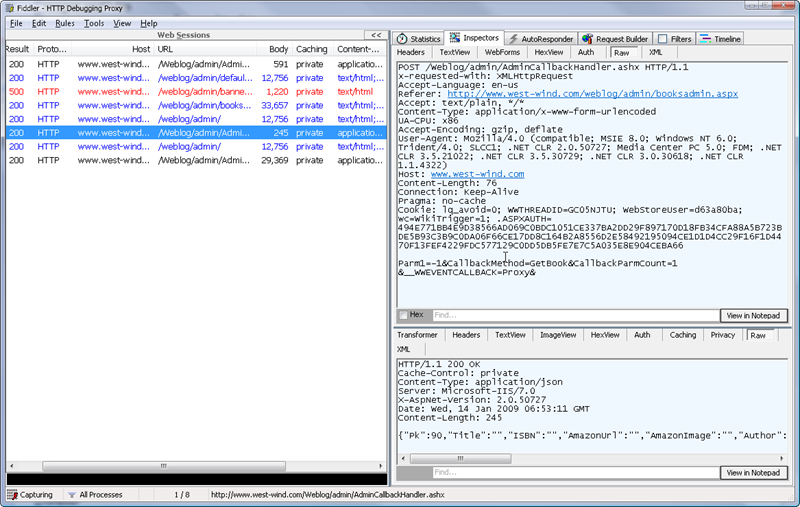 Fiddler - HTTP Debugging Proxy
File Edit Rules Tools View Help
Web Sessions <<
Result Proto... Host URL Body Caching Content-...
200 HTTP www.west-wind... /Weblog/admin/Admi... 591 private applicatio...
200 HTTP www.west-wind... /Weblog/admin/defau... 12,756 private text/html;...
500 HTTP www.west-wind... /Weblog/admin/banne... 1,220 private text/html
200 HTTP www.west-wind... /Weblog/admin/books... 33,657 private text/html;...
200 HTTP www.west-wind... /Weblog/admin/ 12,756 private text/html;...
200 HTTP www.west-wind... /Weblog/admin/Admi... 245 private applicatio...
200 HTTP www.west-wind... /Weblog/admin/ 12,756 private text/html;...
200 HTTP www.west-wind... /Weblog/admin/Admi... 29,369 private applicatio...
Statistics Inspectors AutoResponder Request Builder Filters Timeline
Headers TextView WebForms HexView Auth Raw XML
POST /Weblog/admin/AdminCallbackHandler.ashx HTTP/1.1
x-requested-with: XMLHttpRequest
Accept-Language: en-us
Referer: http://www.west-wind.com/weblog/admin/booksadmin.aspx
Accept: text/plain, */*
Content-Type: application/x-www-form-urlencoded
UA-CPU: x86
Accept-Encoding: gzip, deflate
User-Agent: Mozilla/4.0 (compatible; MSIE 8.0; Windows NT 6.0;
Trident/4.0; SLCC1; .NET CLR 2.0.50727; Media Center PC 5.0; FDM; .NET
CLR 3.5.21022; .NET CLR 3.5.30729; .NET CLR 3.0.30618; .NET CLR
1.1.4322)
Host: www.west-wind.com
Content-Length: 76
Connection: Keep-Alive
Pragma: no-cache
Cookie: lg_avoid=0; WWTHREADID=GC05NJTU; WebStoreUser=d63a80ba;
wc=WikiTrigger=1; .ASPXAUTH=
494E771BB4E9D38566AD069C0BDC1051CE337BA2DD29F897170D18FB34CFA88A5B723B
DE5B93C3B9C0DA06F66CE17DD8C164B2A8556D2E58492195094CE1D1D4CC29F16F1D44
70F13FEF4229FDC577129C0DD5DB5FE7E7C5A035E8E904CEBA66
Parm1=-1&CallbackMethod=GetBook&CallbackParmCount=1
&__WWEVENTCALLBACK=Proxy&
Hex Find... View in Notepad
Transformer Headers TextView ImageView HexView Auth Caching Privacy Raw
XML
HTTP/1.1 200 OK
Cache-Control: private
Content-Type: application/json
Server: Microsoft-IIS/7.0
X-AspNet-Version: 2.0.50727
Date: Wed, 14 Jan 2009 06:53:11 GMT
Content-Length: 245
{"Pk":90,"Title":"","ISBN":"","AmazonUrl":"","AmazonImage":"","Author":
Find... View in Notepad
Capturing All Processes 1 / 8 http://www.west-wind.com/Weblog/admin/AdminCallbackHandler.ashx